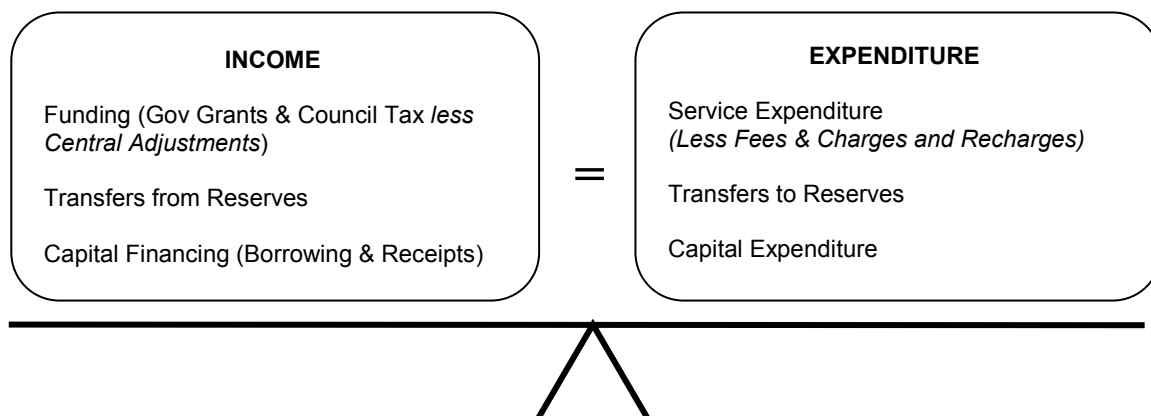 INCOME
Funding (Gov Grants & Council Tax less
Central Adjustments)
Transfers from Reserves
Capital Financing (Borrowing & Receipts)
=
EXPENDITURE
Service Expenditure
(Less Fees & Charges and Recharges)
Transfers to Reserves
Capital Expenditure